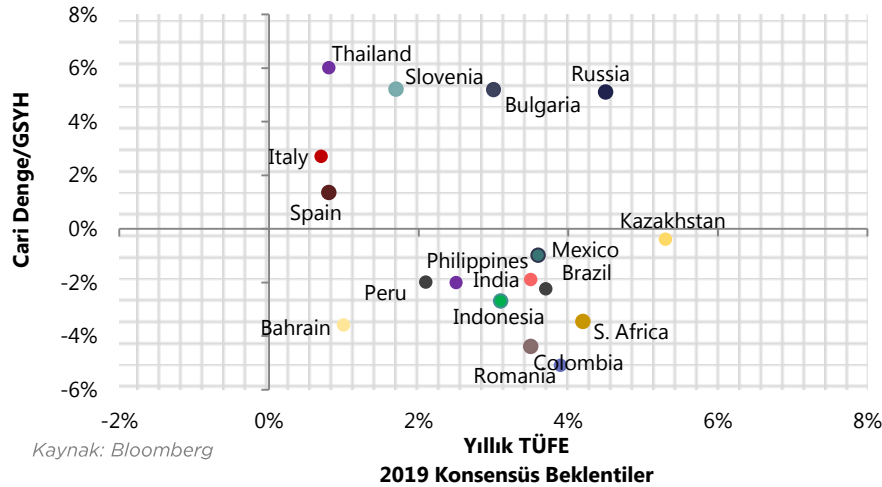 8%
6%
4%
2%
0%
-2%
-4%
-6%
Cari Denge/GSYH
Thailand
Slovenia
Russia
Bulgaria
Italy
Spain
Kazakhstan
Mexico
Philippines
India
Brazil
Peru
Indonesia
Bahrain
S. Africa
Colombia
Romania
-2%
0%
2%
4%
6%
8%
Kaynak: Bloomberg
Yıllık TÜFE
2019 Konsensüs Beklentiler